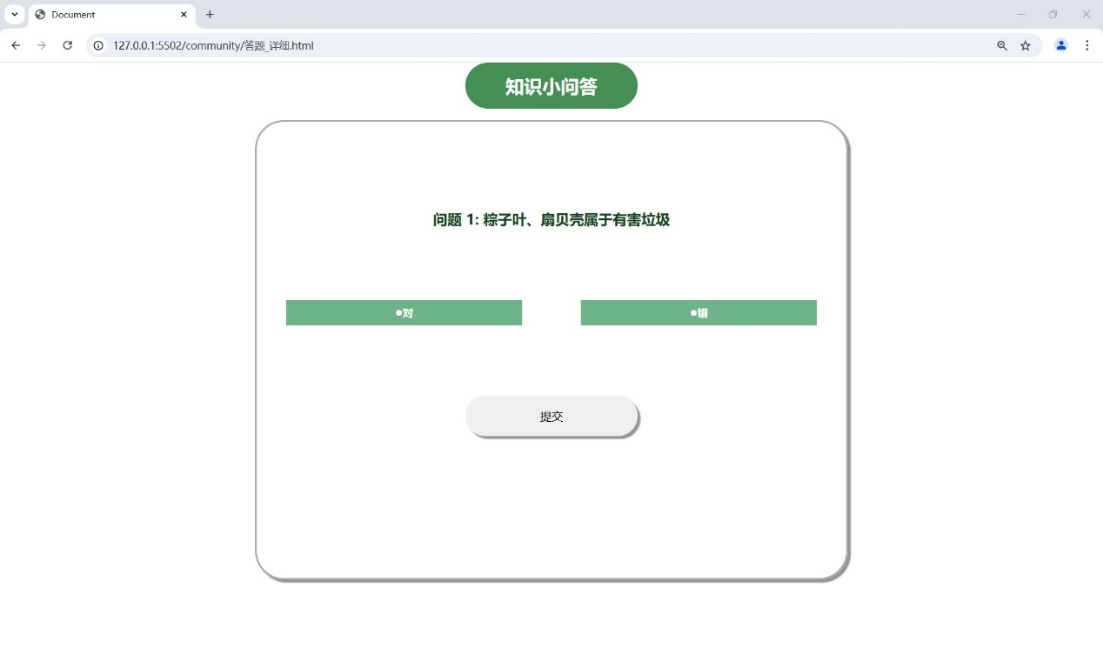 Document
127.0.0.1:5502/community/答题_详细.html
知识小问答
问题 1: 粽子叶、扇贝壳属于有害垃圾
●对
●错
提交